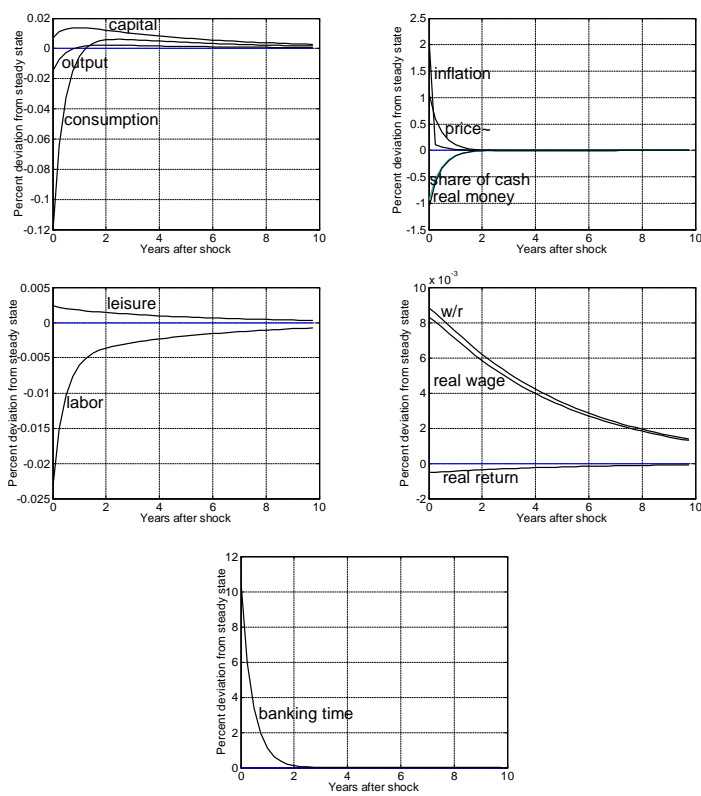 0.02
0
-0.02
-0.04
-0.06
-0.08
-0.1
-0.12
capital
output
consumption
Percent deviation from steady state
0 2 4 6 8 10
Years after shock
2.5
2
1.5
1
0.5
0
-0.5
-1
-1.5
inflation
price~
share of cash
real money
Percent deviation from steady state
0 2 4 6 8 10
Years after shock
0.005
0
-0.005
-0.01
-0.015
-0.02
-0.025
leisure
labor
Percent deviation from steady state
0 2 4 6 8 10
Years after shock
x 10⁻³
10
8
6
4
2
0
-2
w/r
real wage
real return
Percent deviation from steady state
0 2 4 6 8 10
Years after shock
12
10
8
6
4
2
0
banking time
Percent deviation from steady state
0 2 4 6 8 10
Years after shock